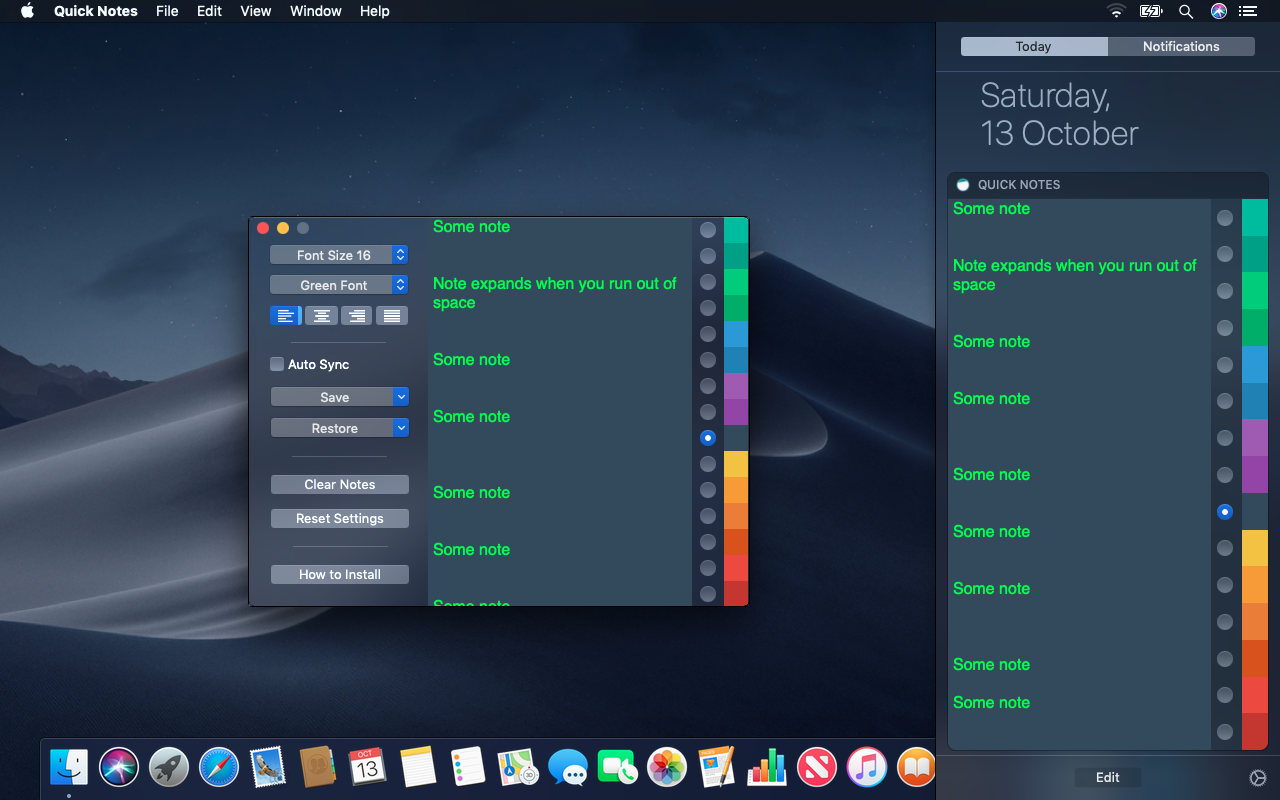 Quick Notes File Edit View Window Help
Today Notifications
Saturday,
13 October
QUICK NOTES
Some note
Note expands when you run out of
space
Some note
Some note
Some note
Some note
Some note
Some note
Some note
Edit
Font Size 16
Green Font
Auto Sync
Save
Restore
Clear Notes
Reset Settings
How to Install
Some note
Note expands when you run out of
space
Some note
Some note
Some note
Some note
Some note
OCT
13
3D